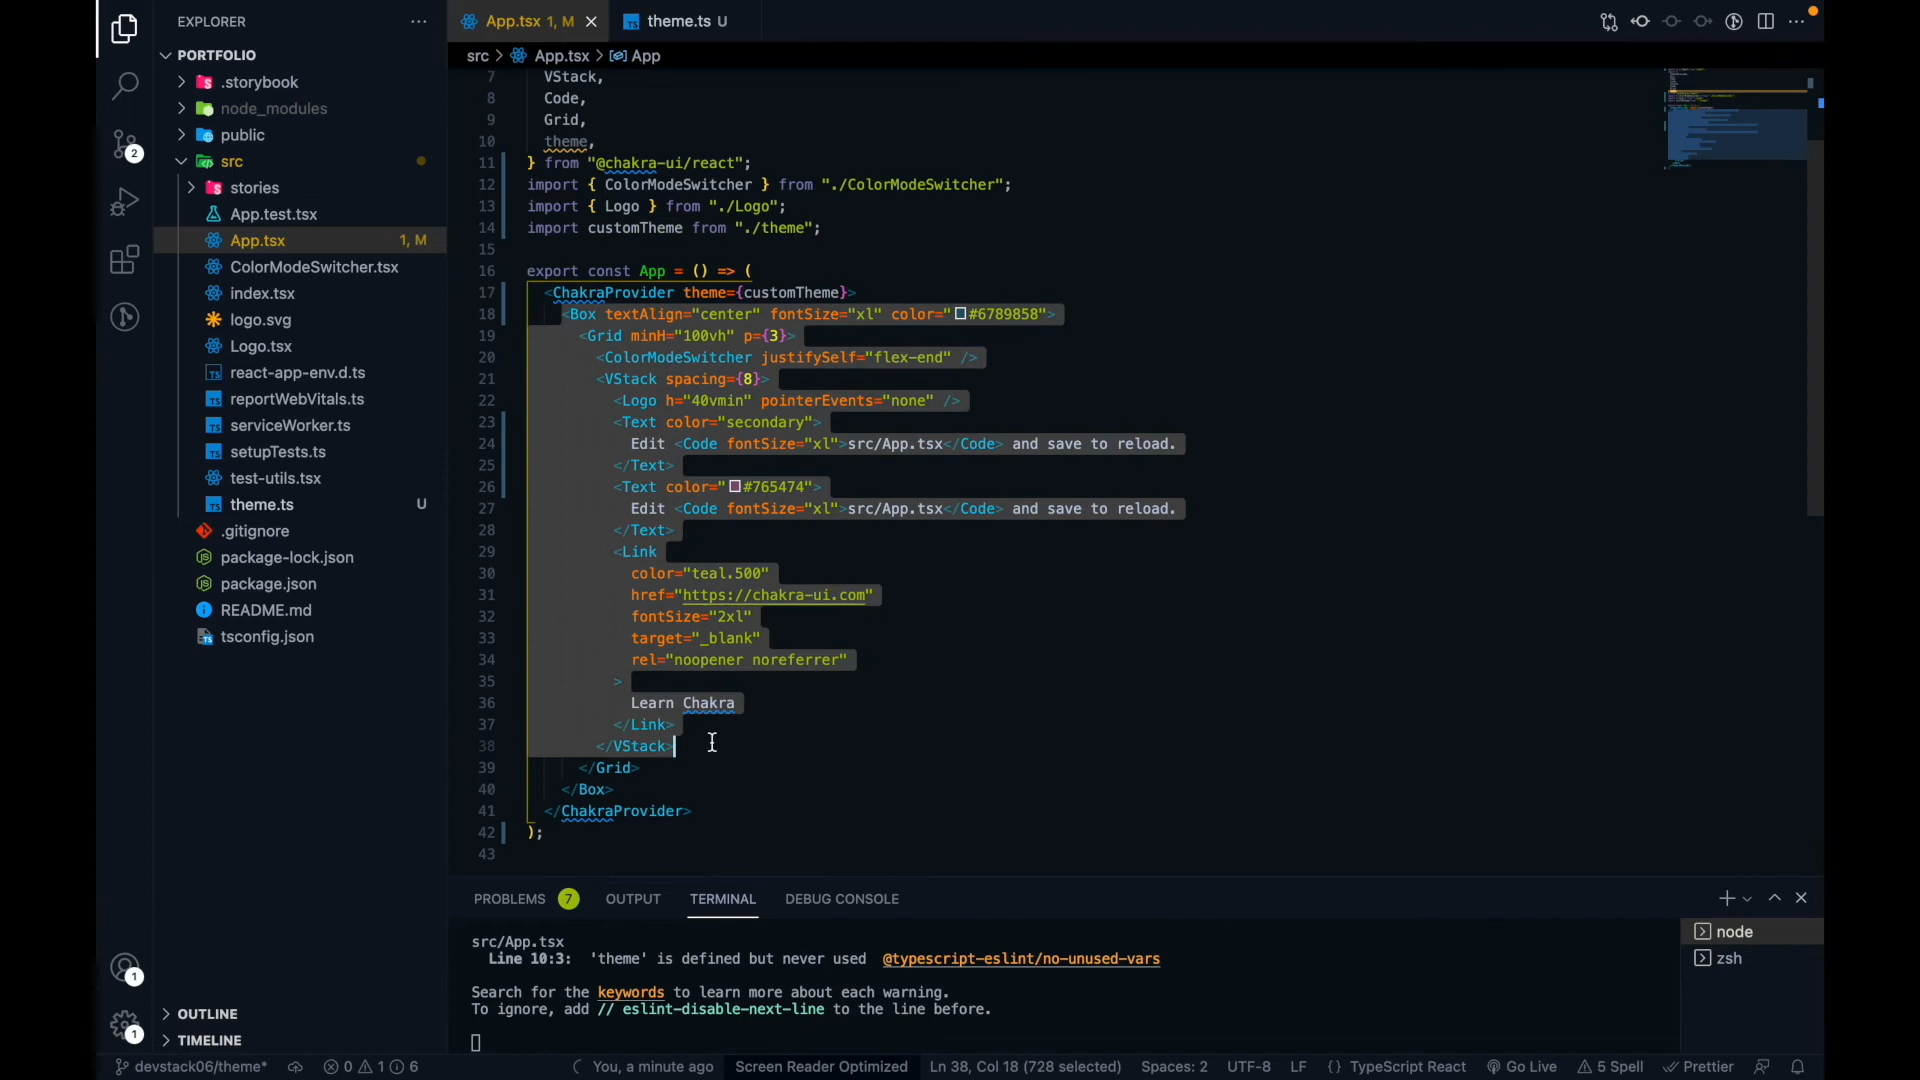 EXPLORER
App.tsx 1, M
theme.ts U
PORTFOLIO
.storybook
node_modules
public
src
stories
App.test.tsx
App.tsx 1, M
ColorModeSwitcher.tsx
index.tsx
logo.svg
Logo.tsx
react-app-env.d.ts
reportWebVitals.ts
serviceWorker.ts
setupTests.ts
test-utils.tsx
theme.ts U
.gitignore
package-lock.json
package.json
README.md
tsconfig.json
OUTLINE
TIMELINE
2
1
1
src > App.tsx > App
7 VStack,
8 Code,
9 Grid,
10 theme,
11 } from "@chakra-ui/react";
12 import { ColorModeSwitcher } from "./ColorModeSwitcher";
13 import { Logo } from "./Logo";
14 import customTheme from "./theme";
15
16 export const App = () => (
17 <ChakraProvider theme={customTheme}>
18 <Box textAlign="center" fontSize="xl" color="#6789858">
19 <Grid minH="100vh" p={3}>
20 <ColorModeSwitcher justifySelf="flex-end" />
21 <VStack spacing={8}>
22 <Logo h="40vmin" pointerEvents="none" />
23 <Text color="secondary">
24 Edit <Code fontSize="xl">src/App.tsx</Code> and save to reload.
25 </Text>
26 <Text color="#765474">
27 Edit <Code fontSize="xl">src/App.tsx</Code> and save to reload.
28 </Text>
29 <Link
30 color="teal.500"
31 href="https://chakra-ui.com"
32 fontSize="2xl"
33 target="_blank"
34 rel="noopener noreferrer"
35 >
36 Learn Chakra
37 </Link>
38 </VStack>
39 </Grid>
40 </Box>
41 </ChakraProvider>
42 );
43
PROBLEMS 7 OUTPUT TERMINAL DEBUG CONSOLE
src/App.tsx
Line 10:3: 'theme' is defined but never used @typescript-eslint/no-unused-vars
Search for the keywords to learn more about each warning.
To ignore, add // eslint-disable-next-line to the line before.
node
zsh
devstack06/theme* 0 1 6 You, a minute ago Screen Reader Optimized Ln 38, Col 18 (728 selected) Spaces: 2 UTF-8 LF {} TypeScript React Go Live 5 Spell Prettier